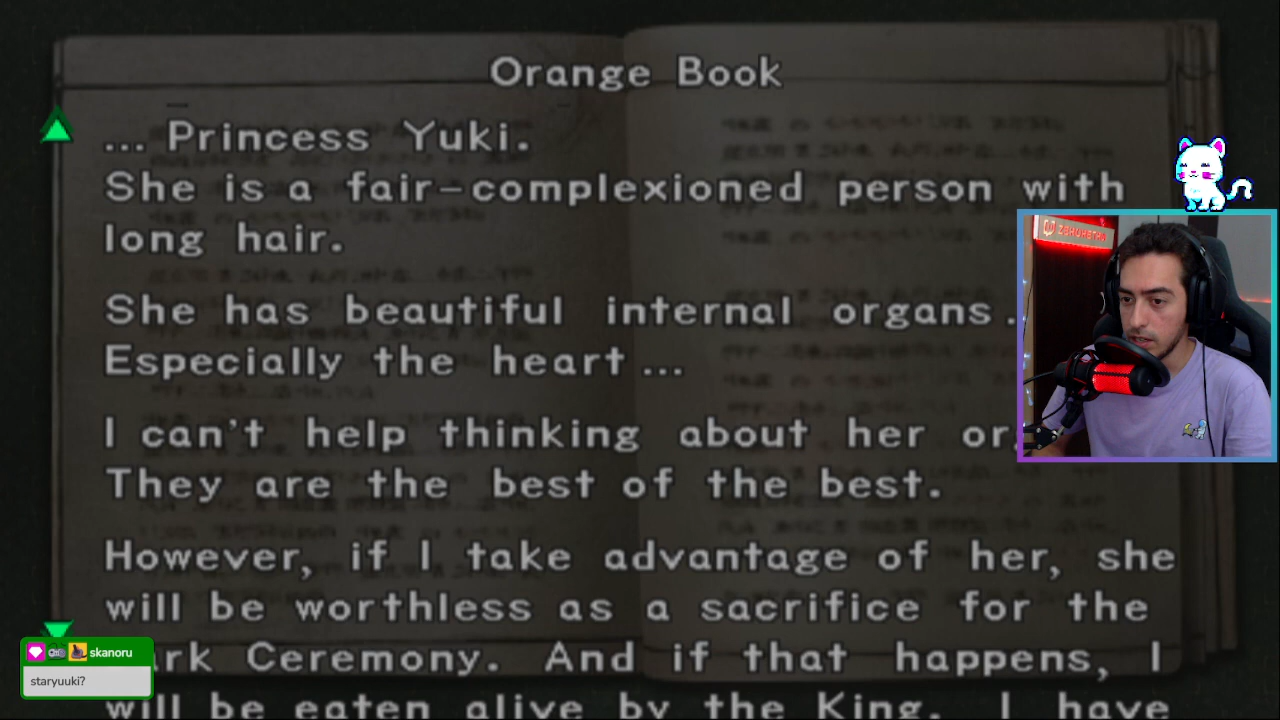 Orange Book
... Princess Yuki.
She is a fair-complexioned person with
long hair.
She has beautiful internal organs.
Especially the heart ...
I can't help thinking about her
They are the best of the best.
However, if I take advantage of her, she
will be worthless as a sacrifice for the
Ceremony. And if that happens, I
will be eaten alive by the King. I have
skanoru
staryuuki?